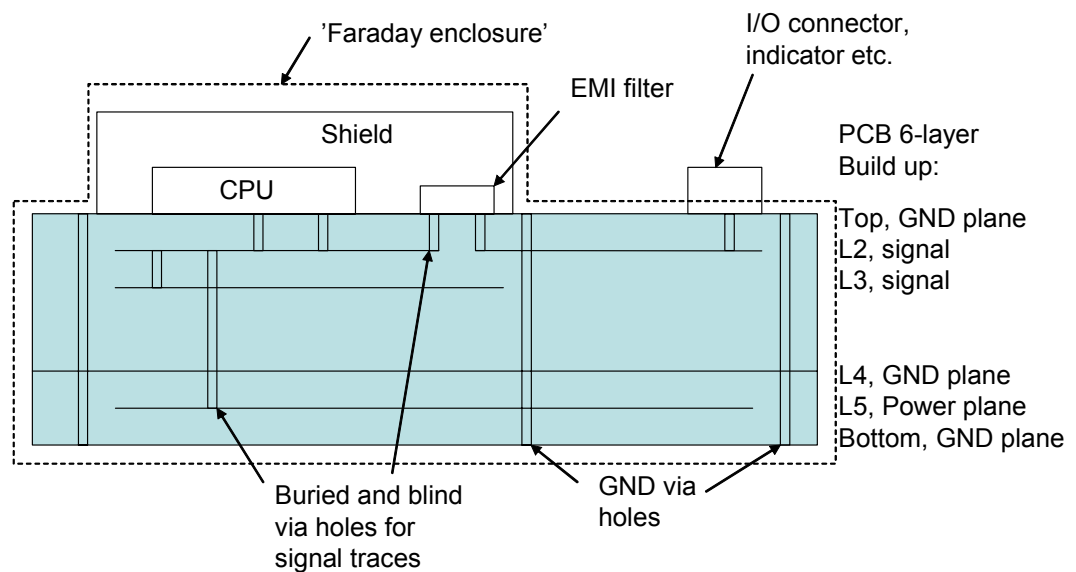 ’Faraday enclosure’
I/O connector,
indicator etc.
EMI filter
Shield
CPU
PCB 6-layer
Build up:
Top, GND plane
L2, signal
L3, signal
L4, GND plane
L5, Power plane
Bottom, GND plane
Buried and blind
via holes for
signal traces
GND via
holes